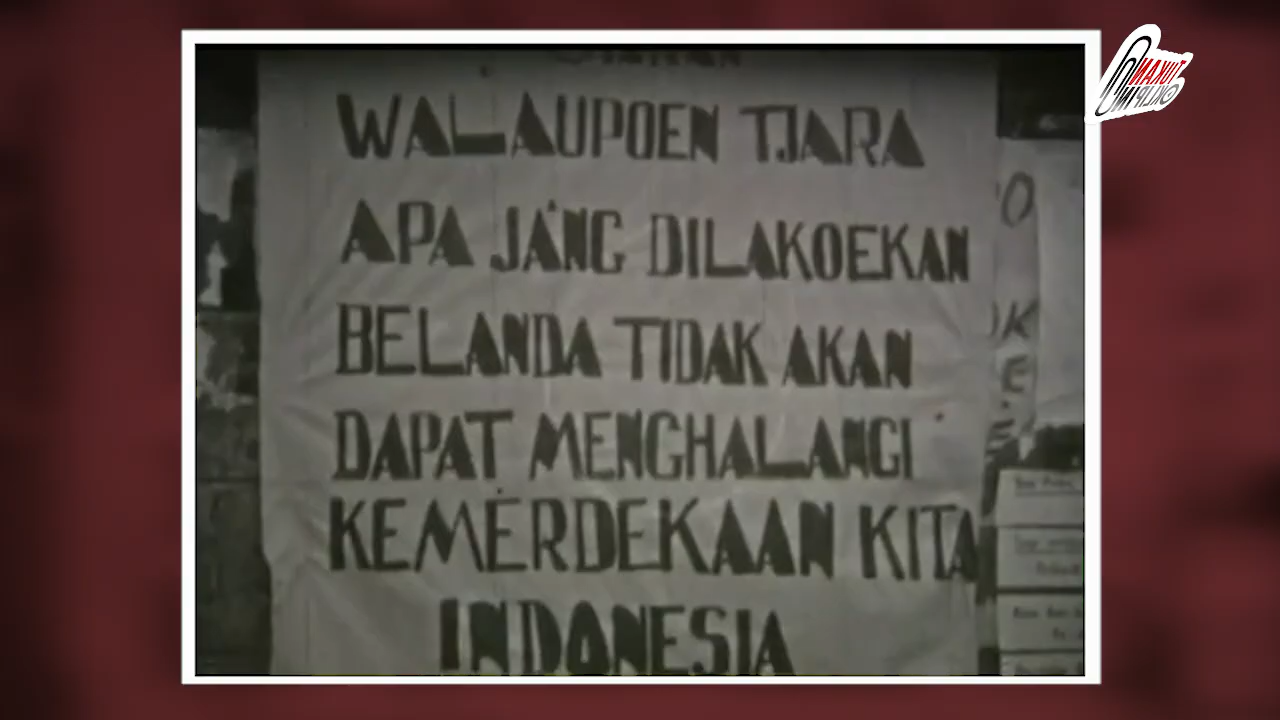 WALAUPOEN TJARA
APA JANG DILAKOEKAN
BELANDA TIDAK AKAN
DAPAT MENGHALANGI
KEMERDEKAAN KITA
INDONESIA